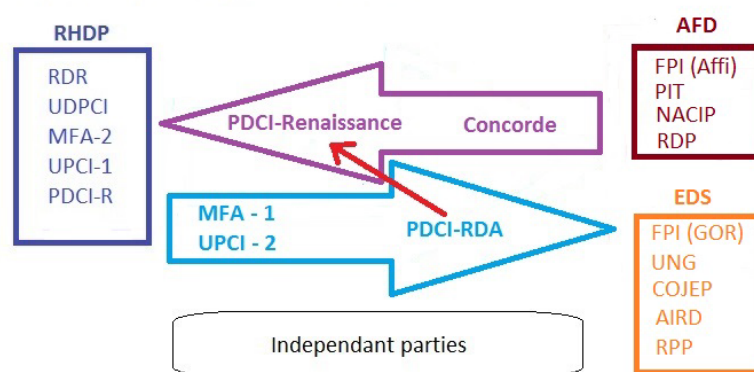 RHDP
RDR
UDPCI
MFA-2
UPCI-1
PDCI-R
PDCI-Renaissance
Concorde
MFA - 1
UPCI - 2
PDCI-RDA
AFD
FPI (Affi)
PIT
NACIP
RDP
EDS
FPI (GOR)
UNG
COJEP
AIRD
RPP
Independant parties